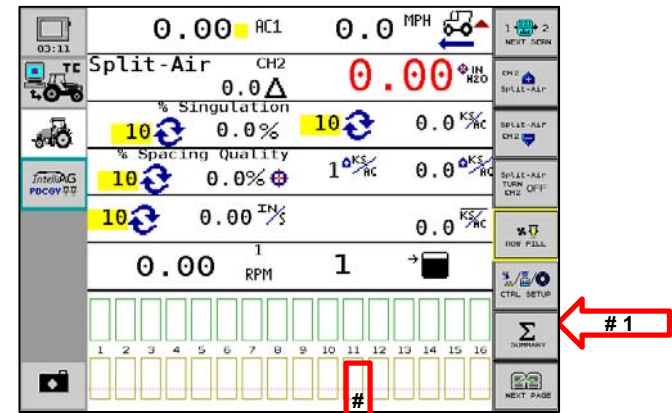 03:11
0.00 AC1 0.0 MPH
1 2
NEXT SCRN
TC
Split-Air CH2
0.0 Δ
0.00 IN H2O
CH2
Split-Air
% Singulation
10 0.0% 10 0.0 KS/AC
Split-Air
CH2
IntelliAG
PDCGV
% Spacing Quality
10 0.0% 1 KS/AC 0.0 KS/AC
Split-Air
TURN OFF
CH2
10 0.00 IN/S 0.0 KS/AC
ROW FILL
0.00 1 RPM 1
CTRL SETUP
Σ
SUMMARY
# 1
1 2 3 4 5 6 7 8 9 10 11 12 13 14 15 16
#
NEXT PAGE